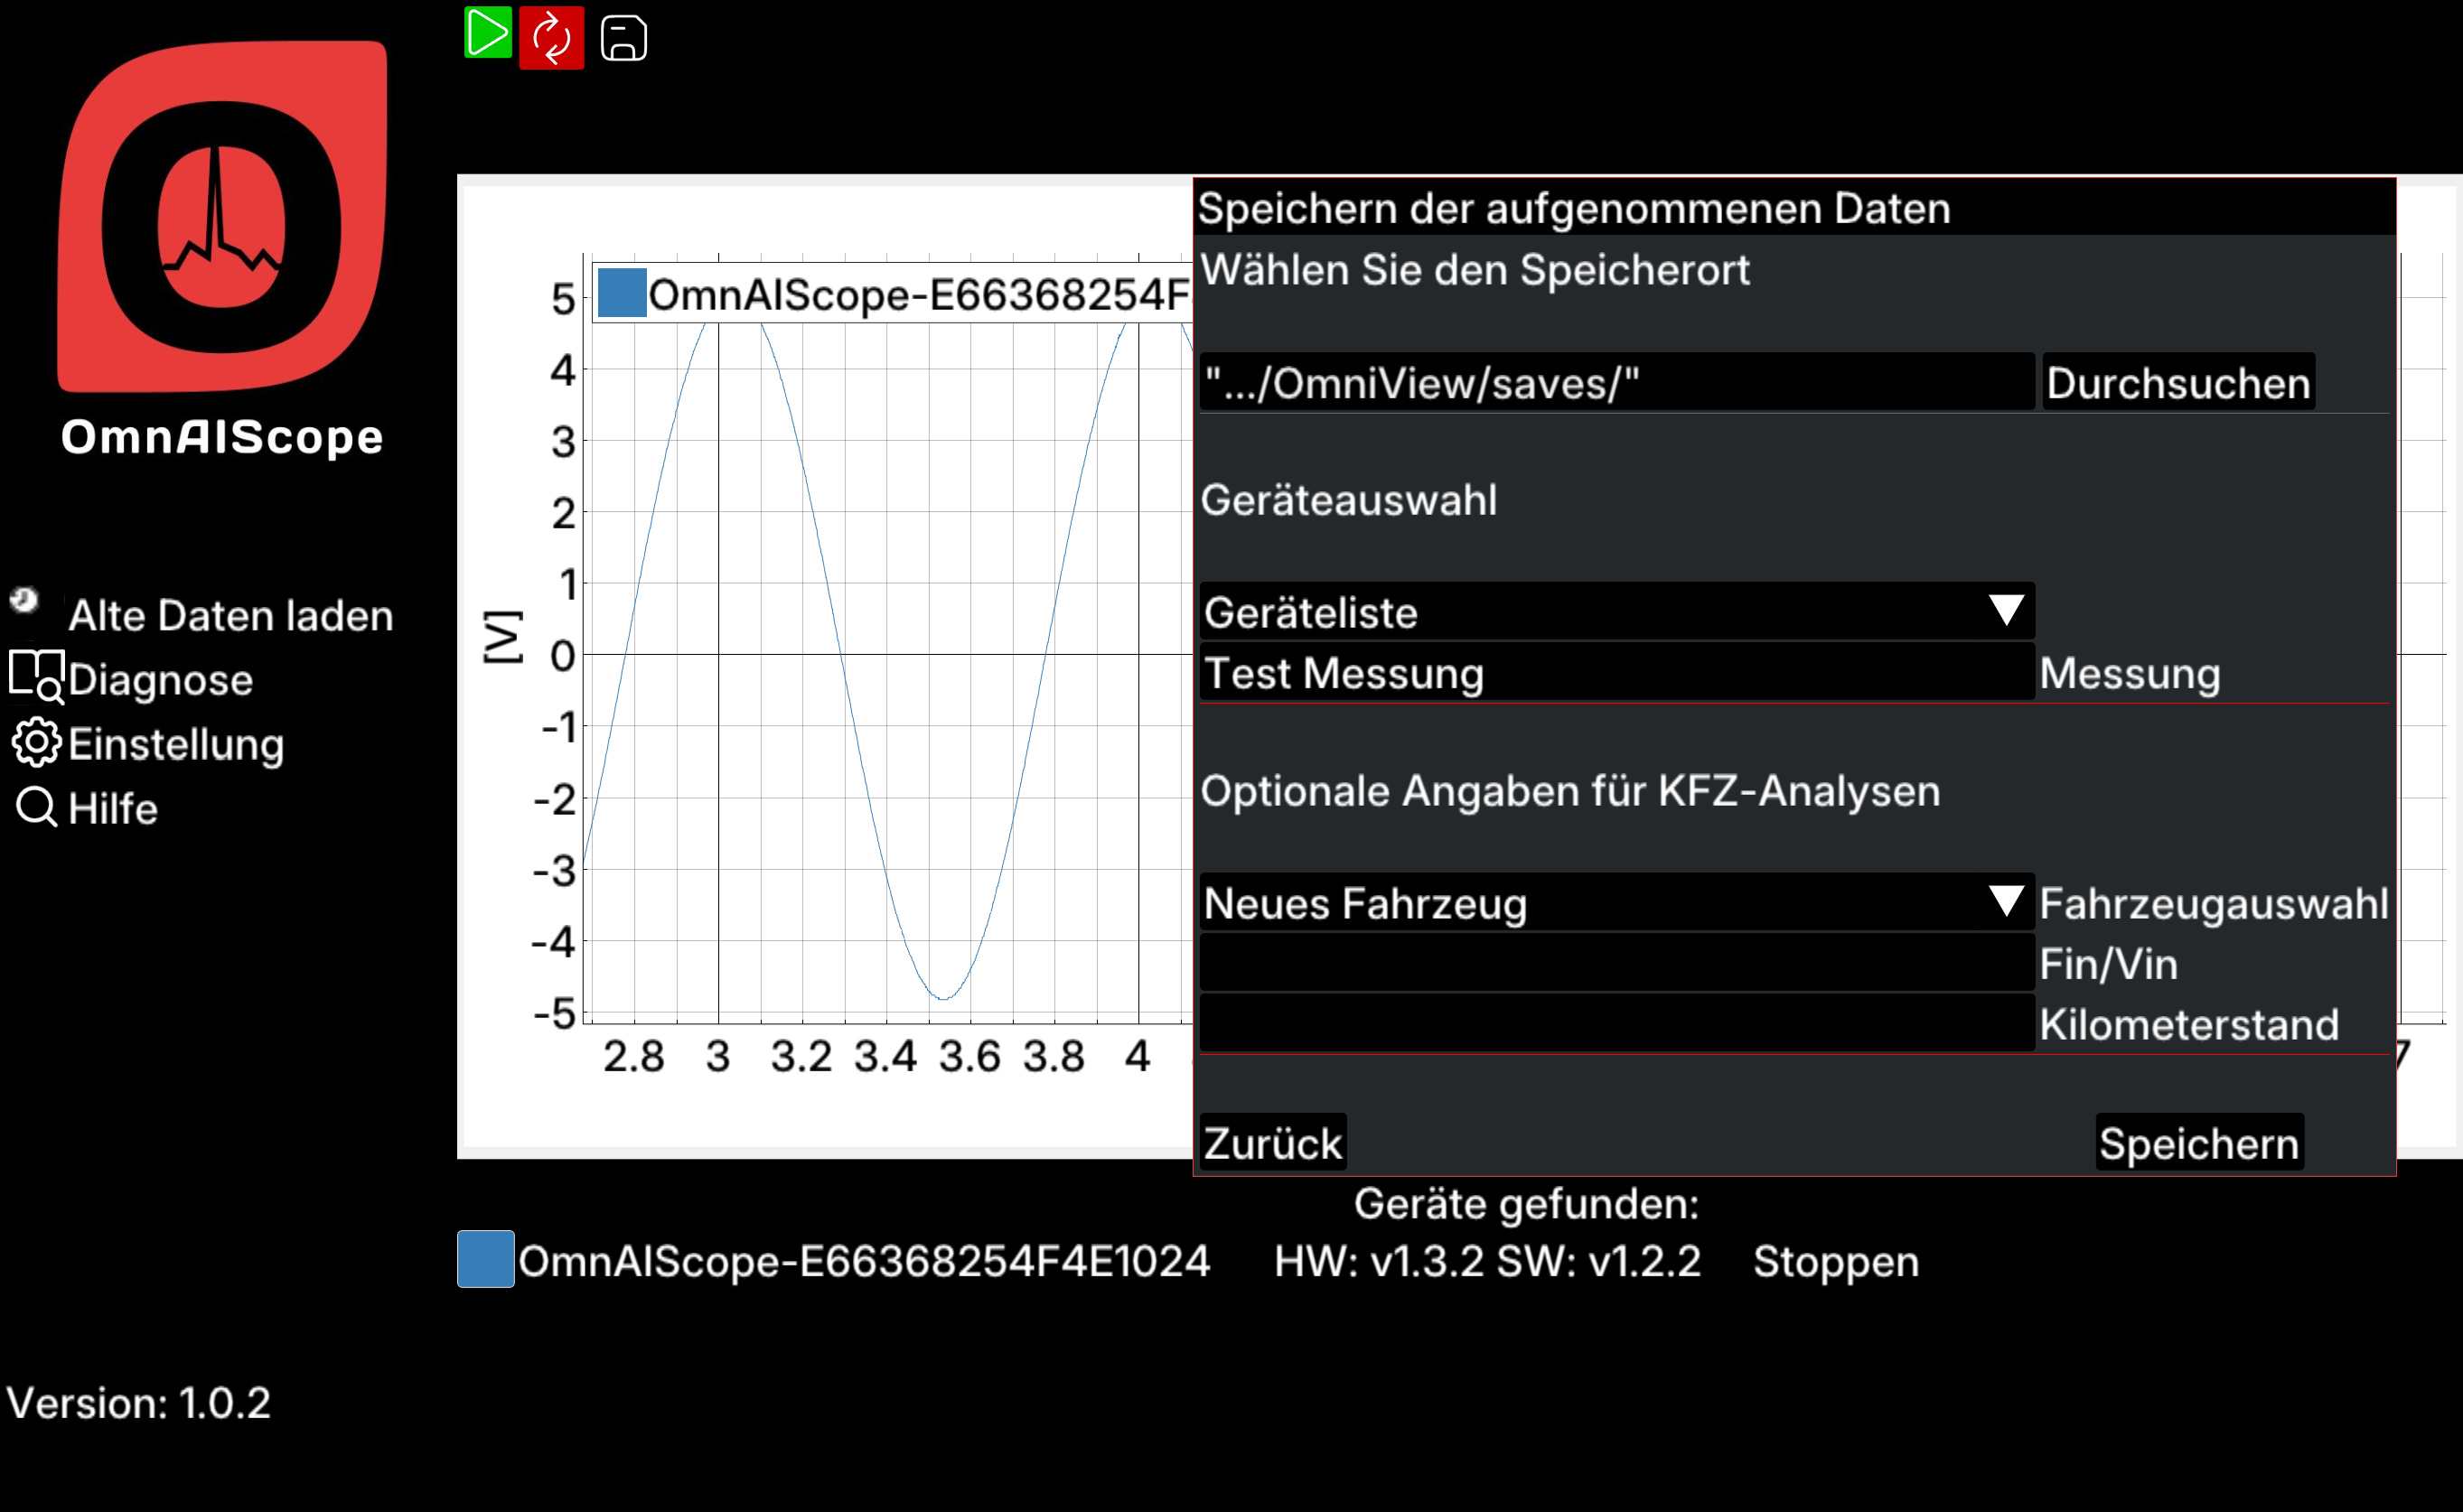 OmnAIScope
Alte Daten laden
Diagnose
Einstellung
Hilfe
Version: 1.0.2
OmnAIScope-E66368254F
5
4
3
2
1
0
-1
-2
-3
-4
-5
[V]
2.8 3 3.2 3.4 3.6 3.8 4
7
Speichern der aufgenommenen Daten
Wählen Sie den Speicherort
".../OmniView/saves/" Durchsuchen
Geräteauswahl
Geräteliste
Test Messung Messung
Optionale Angaben für KFZ-Analysen
Neues Fahrzeug Fahrzeugauswahl
Fin/Vin
Kilometerstand
Zurück Speichern
Geräte gefunden:
OmnAIScope-E66368254F4E1024 HW: v1.3.2 SW: v1.2.2 Stoppen